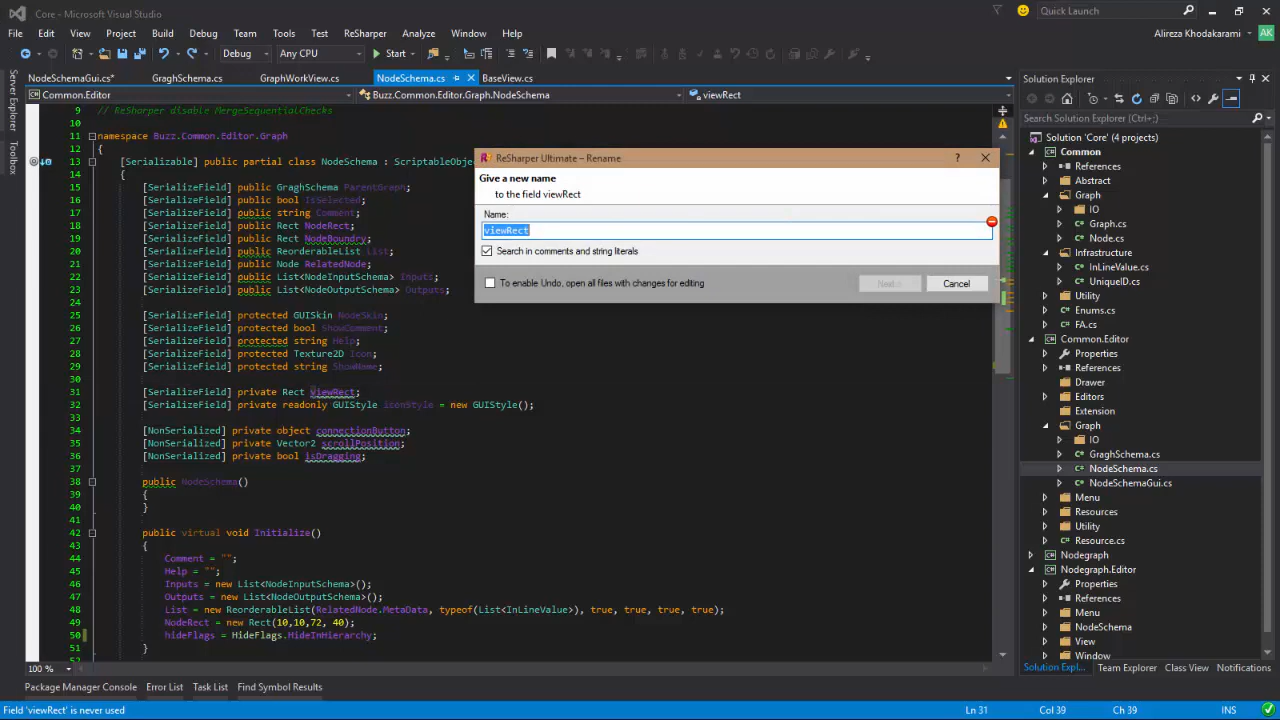 Core - Microsoft Visual Studio
Quick Launch
File Edit View Project Build Debug Team Tools Test ReSharper Analyze Window Help
Alireza Khodakarami AK
Debug Any CPU Start
NodeSchemaGui.cs* GraghSchema.cs GraphWorkView.cs NodeSchema.cs BaseView.cs
Common.Editor Buzz.Common.Editor.Graph.NodeSchema viewRect
Server Explorer
Toolbox
9 // ReSharper disable MergeSequentialChecks
10
11 namespace Buzz.Common.Editor.Graph
12 {
13 [Serializable] public partial class NodeSchema : ScriptableObjec
14 {
15 [SerializeField] public GraghSchema ParentGraph;
16 [SerializeField] public bool IsSelected;
17 [SerializeField] public string Comment;
18 [SerializeField] public Rect NodeRect;
19 [SerializeField] public Rect NodeBoundry;
20 [SerializeField] public ReorderableList List;
21 [SerializeField] public Node RelatedNode;
22 [SerializeField] public List<NodeInputSchema> Inputs;
23 [SerializeField] public List<NodeOutputSchema> Outputs;
24
25 [SerializeField] protected GUISkin NodeSkin;
26 [SerializeField] protected bool ShowComment;
27 [SerializeField] protected string Help;
28 [SerializeField] protected Texture2D Icon;
29 [SerializeField] protected string ShowName;
30
31 [SerializeField] private Rect viewRect;
32 [SerializeField] private readonly GUIStyle iconStyle = new GUIStyle();
34 [NonSerialized] private object connectionButton;
35 [NonSerialized] private Vector2 scrollPosition;
36 [NonSerialized] private bool isDragging;
37
38 public NodeSchema()
39 {
40 }
41
42 public virtual void Initialize()
43 {
44 Comment = "";
45 Help = "";
46 Inputs = new List<NodeInputSchema>();
47 Outputs = new List<NodeOutputSchema>();
48 List = new ReorderableList(RelatedNode.MetaData, typeof(List<InLineValue>), true, true, true, true);
49 NodeRect = new Rect(10,10,72, 40);
50 hideFlags = HideFlags.HideInHierarchy;
51 }
100 %
ReSharper Ultimate – Rename
Give a new name
to the field viewRect
Name:
viewRect
Search in comments and string literals
To enable Undo, open all files with changes for editing
Next
Cancel
Solution Explorer
Search Solution Explorer (Ctrl+;)
Solution 'Core' (4 projects)
Common
References
Abstract
Graph
IO
Graph.cs
Node.cs
Infrastructure
InLineValue.cs
UniqueID.cs
Utility
Enums.cs
FA.cs
Common.Editor
Properties
References
Drawer
Editors
Extension
Graph
IO
GraghSchema.cs
NodeSchema.cs
NodeSchemaGui.cs
Menu
Resources
Utility
Resource.cs
Nodegraph
Nodegraph.Editor
Properties
References
Menu
NodeSchema
View
Window
Solution Expl... Team Explorer Class View Notifications
Package Manager Console Error List Task List Find Symbol Results
Field 'viewRect' is never used Ln 31 Col 39 Ch 39 INS